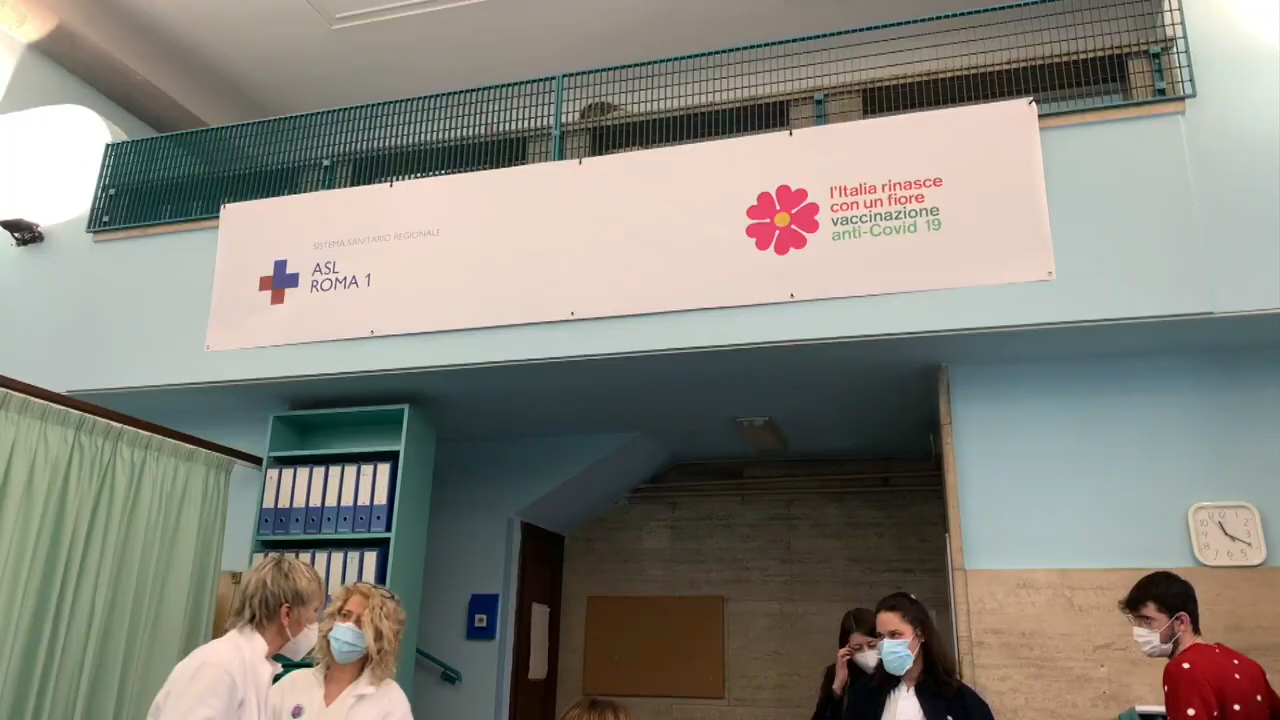 SISTEMA SANITARIO REGIONALE
ASL
ROMA 1
l'Italia rinasce
con un fiore
vaccinazione
anti-Covid 19